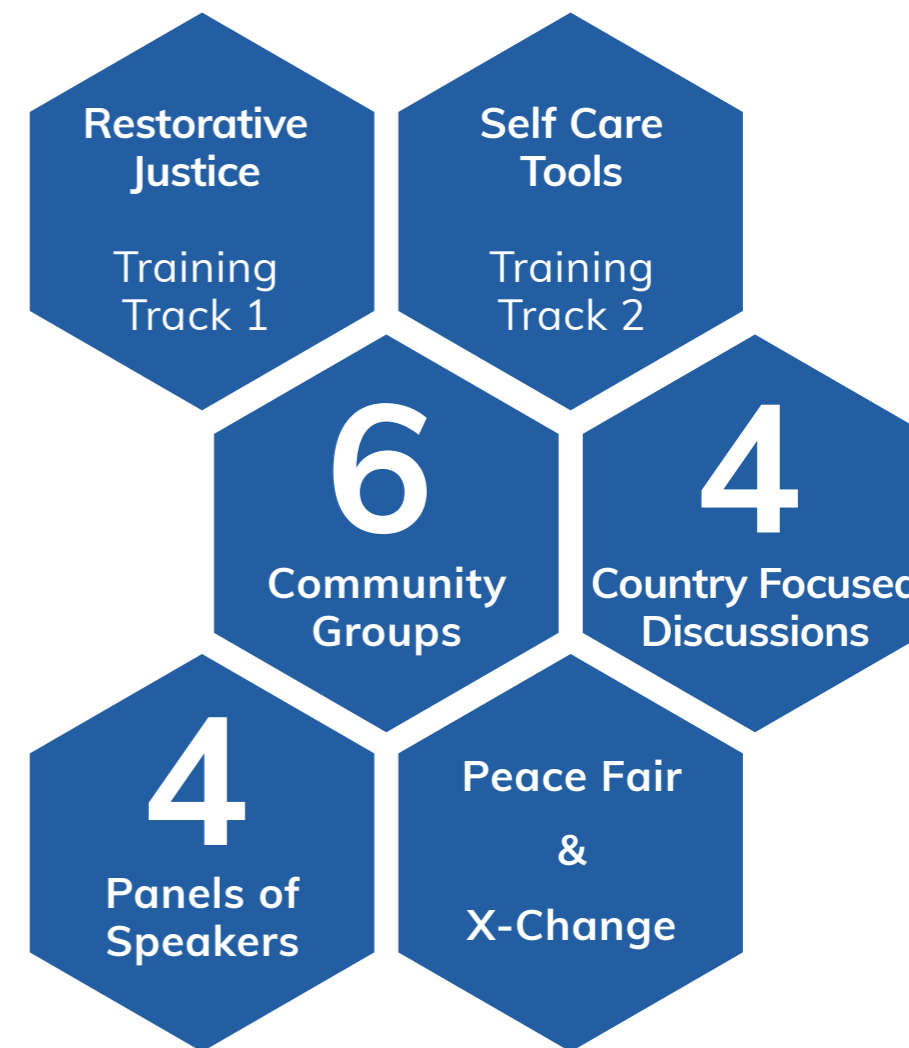 Restorative
Justice
Training
Track 1
Self Care
Tools
Training
Track 2
6
Community
Groups
4
Country Focused
Discussions
4
Panels of
Speakers
Peace Fair
&
X-Change